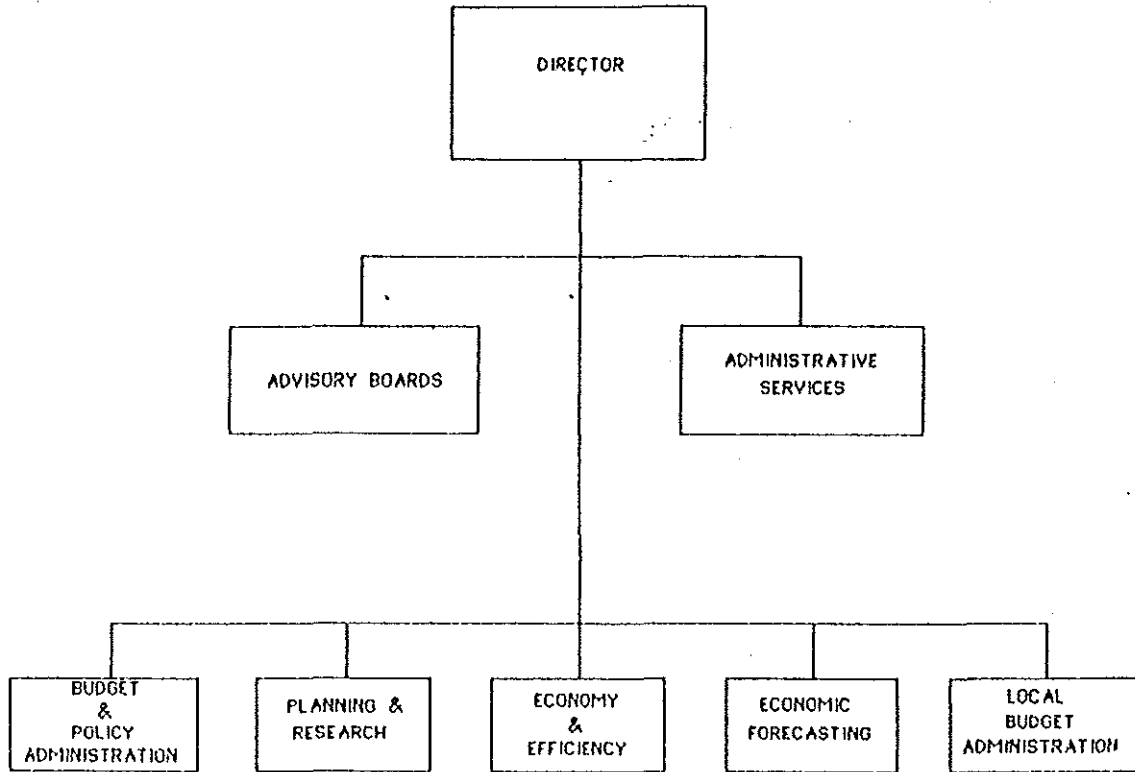 DIRECTOR
ADVISORY BOARDS
ADMINISTRATIVE
SERVICES
BUDGET
&
POLICY
ADMINISTRATION
PLANNING &
RESEARCH
ECONOMY
&
EFFICIENCY
ECONOMIC
FORECASTING
LOCAL
BUDGET
ADMINISTRATION